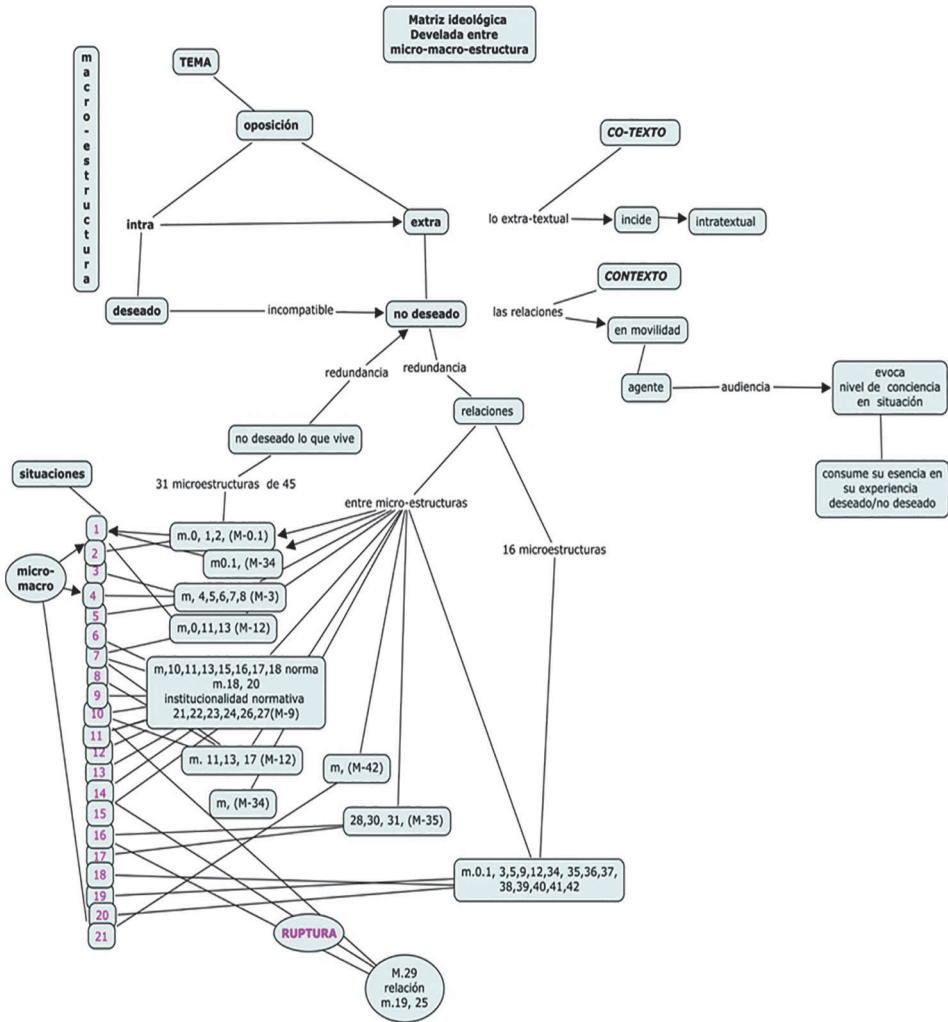 Matriz ideológica
Develada entre
micro-macro-estructura
macro-estructura
TEMA
oposición
intra
extra
deseado
incompatible
no deseado
CO-TEXTO
lo extra-textual
incide
intratextual
CONTEXTO
las relaciones
en movilidad
agente
audiencia
evoca
nivel de conciencia
en situación
consume su esencia en
su experiencia
deseado/no deseado
redundancia
redundancia
relaciones
no deseado lo que vive
situaciones
31 microestructuras de 45
entre micro-estructuras
16 microestructuras
micro-
macro
1
2
3
4
5
6
7
8
9
10
11
12
13
14
15
16
17
18
19
20
21
m.0, 1,2, (M-0.1)
m0.1, (M-34
m, 4,5,6,7,8 (M-3)
m,0,11,13 (M-12)
m,10,11,13,15,16,17,18 norma
m.18, 20
institucionalidad normativa
21,22,23,24,26,27(M-9)
m. 11,13, 17 (M-12)
m, (M-42)
m, (M-34)
28,30, 31, (M-35)
m.0.1, 3,5,9,12,34, 35,36,37,
38,39,40,41,42
RUPTURA
M.29
relación
m.19, 25